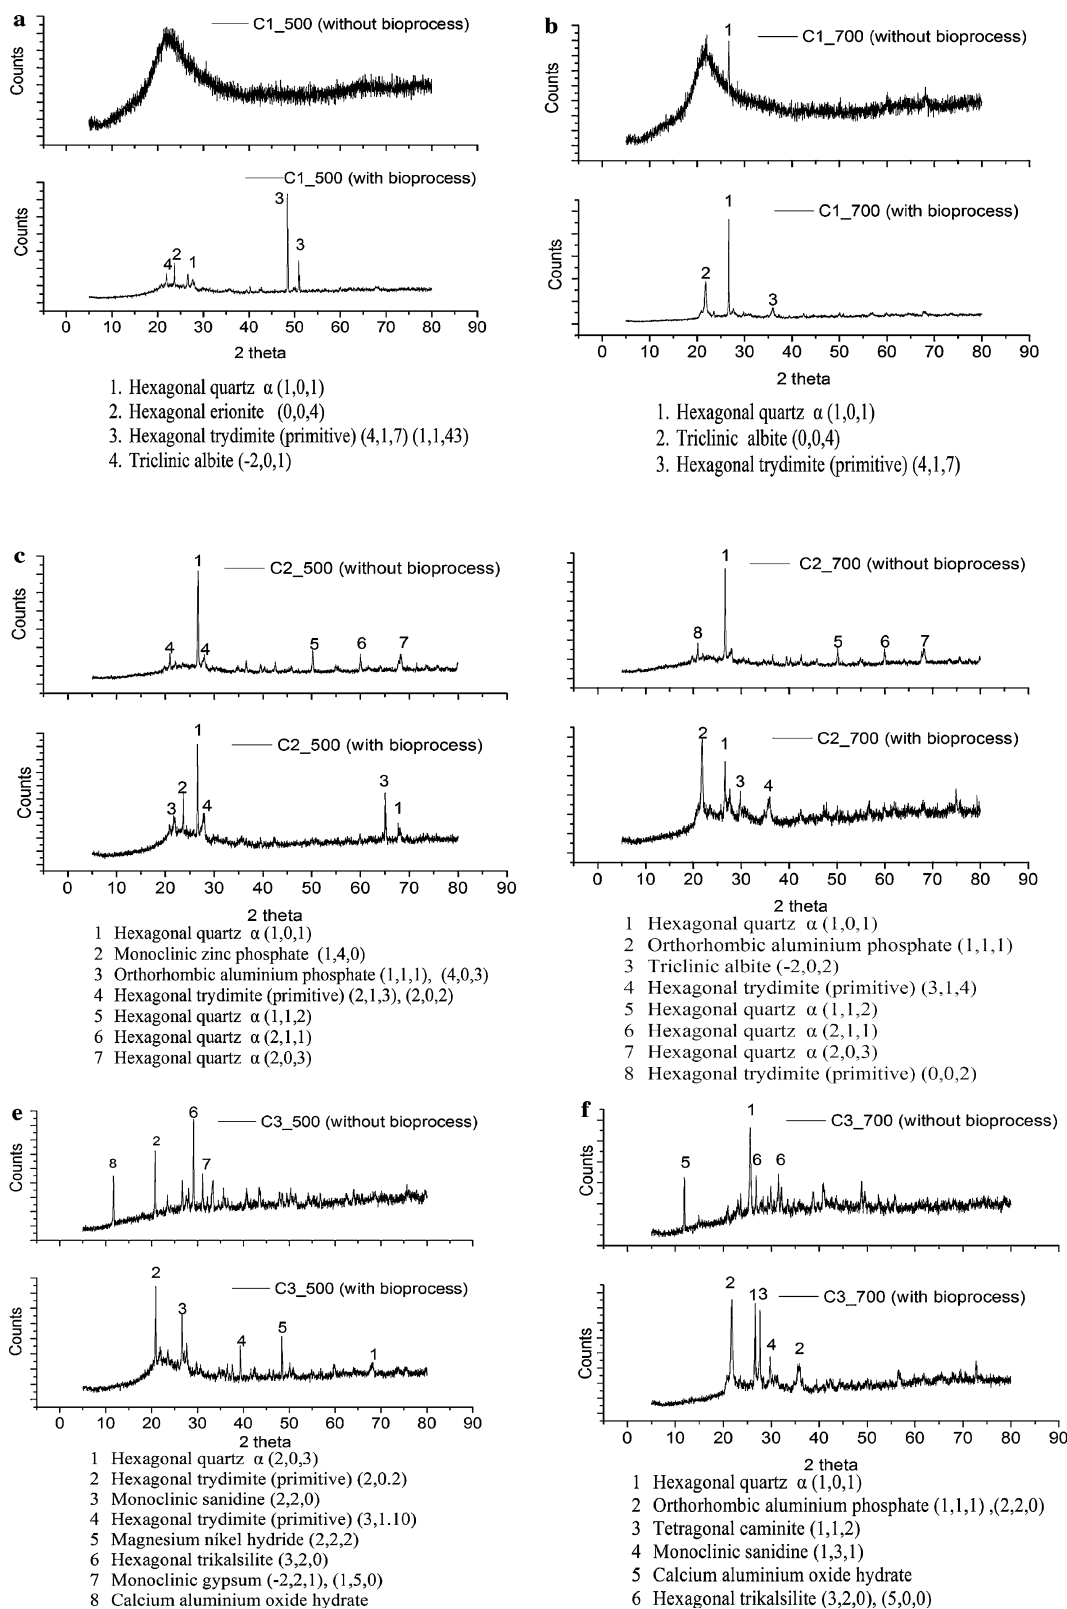 a
C1_500 (without bioprocess)
Counts
0 10 20 30 40 50 60 70 80 90
C1_500 (with bioprocess)
Counts
4
2
1
3
3
0 10 20 30 40 50 60 70 80 90
2 theta
1. Hexagonal quartz α (1,0,1)
2. Hexagonal erionite (0,0,4)
3. Hexagonal trydimite (primitive) (4,1,7) (1,1,43)
4. Triclinic albite (-2,0,1)
b
C1_700 (without bioprocess)
Counts
1
C1_700 (with bioprocess)
Counts
2
1
3
0 10 20 30 40 50 60 70 80 90
2 theta
1. Hexagonal quartz α (1,0,1)
2. Triclinic albite (0,0,4)
3. Hexagonal trydimite (primitive) (4,1,7)
c
C2_500 (without bioprocess)
Counts
4
1
4
5
6
7
C2_500 (with bioprocess)
Counts
3
2
1
4
3
1
0 10 20 30 40 50 60 70 80 90
2 theta
1 Hexagonal quartz α (1,0,1)
2 Monoclinic zinc phosphate (1,4,0)
3 Orthorhombic aluminium phosphate (1,1,1), (4,0,3)
4 Hexagonal trydimite (primitive) (2,1,3), (2,0,2)
5 Hexagonal quartz α (1,1,2)
6 Hexagonal quartz α (2,1,1)
7 Hexagonal quartz α (2,0,3)
C2_700 (without bioprocess)
8
1
5
6
7
C2_700 (with bioprocess)
2
1
3
4
0 10 20 30 40 50 60 70 80 90
2 theta
1 Hexagonal quartz α (1,0,1)
2 Orthorhombic aluminium phosphate (1,1,1)
3 Triclinic albite (-2,0,2)
4 Hexagonal trydimite (primitive) (3,1,4)
5 Hexagonal quartz α (1,1,2)
6 Hexagonal quartz α (2,1,1)
7 Hexagonal quartz α (2,0,3)
8 Hexagonal trydimite (primitive) (0,0,2)
e
C3_500 (without bioprocess)
Counts
8
2
6
7
C3_500 (with bioprocess)
Counts
2
3
4
5
1
0 10 20 30 40 50 60 70 80 90
2 theta
1 Hexagonal quartz α (2,0,3)
2 Hexagonal trydimite (primitive) (2,0.2)
3 Monoclinic sanidine (2,2,0)
4 Hexagonal trydimite (primitive) (3,1.10)
5 Magnesium nikel hydride (2,2,2)
6 Hexagonal trikalsilite (3,2,0)
7 Monoclinic gypsum (-2,2,1), (1,5,0)
8 Calcium aluminium oxide hydrate
f
C3_700 (without bioprocess)
Counts
5
1
6
6
C3_700 (with bioprocess)
Counts
2
13
4
2
0 10 20 30 40 50 60 70 80 90
2 theta
1 Hexagonal quartz α (1,0,1)
2 Orthorhombic aluminium phosphate (1,1,1) ,(2,2,0)
3 Tetragonal caminite (1,1,2)
4 Monoclinic sanidine (1,3,1)
5 Calcium aluminium oxide hydrate
6 Hexagonal trikalsilite (3,2,0), (5,0,0)